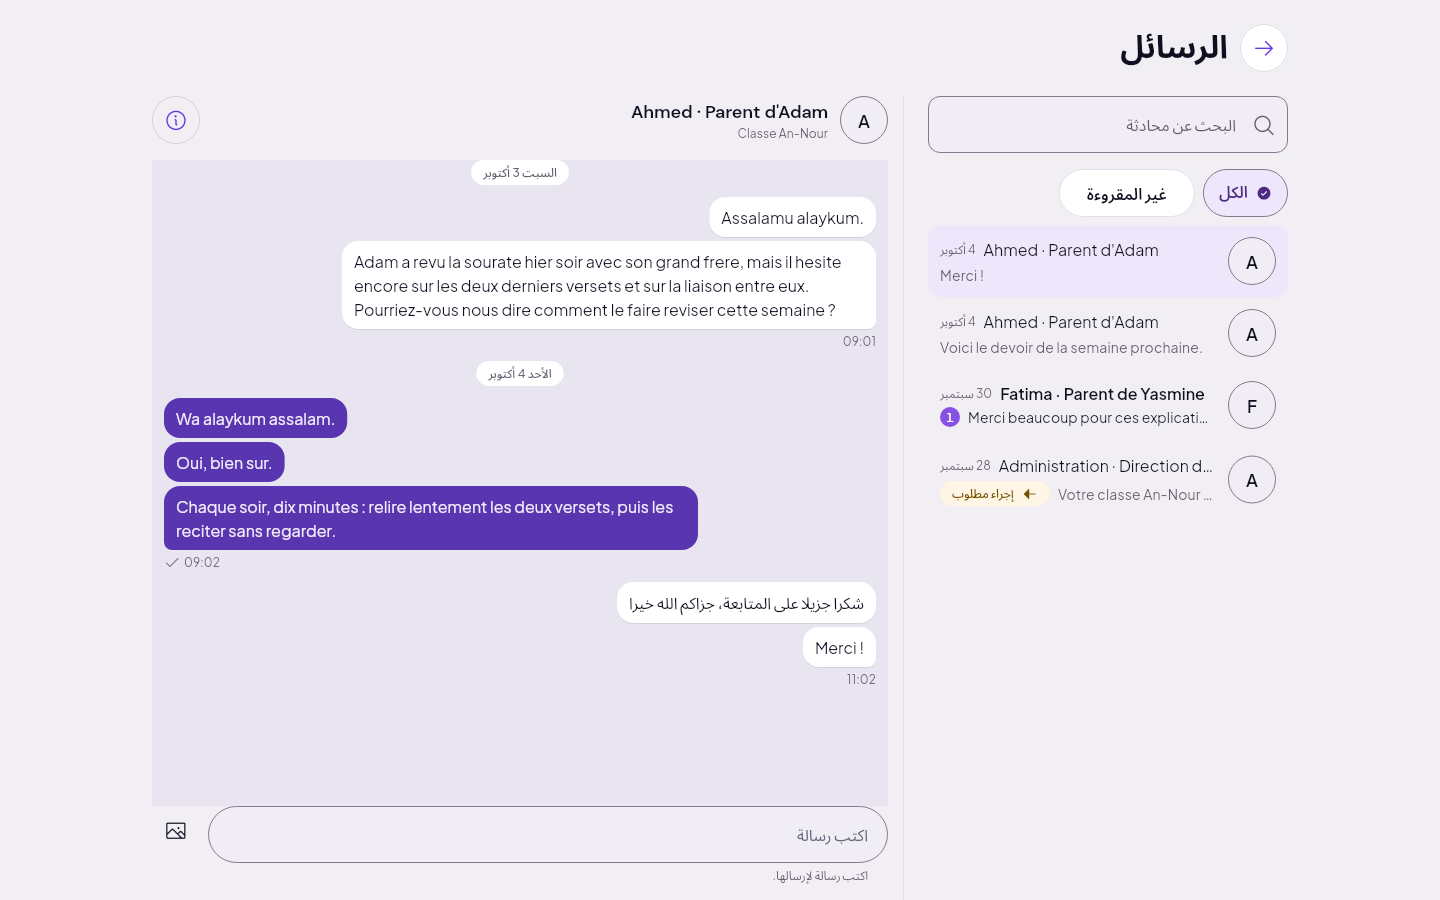 الرسائل
البحث عن محادثة
الكل
غير المقروءة
A
Ahmed · Parent d'Adam
4 أكتوبر
Merci !
A
Ahmed · Parent d'Adam
4 أكتوبر
Voici le devoir de la semaine prochaine.
F
Fatima · Parent de Yasmine
30 سبتمبر
Merci beaucoup pour ces explicati...
1
A
Administration · Direction d...
28 سبتمبر
Votre classe An-Nour ...
إجراء مطلوب
A
Ahmed · Parent d'Adam
Classe An-Nour
السبت 3 أكتوبر
Assalamu alaykum.
Adam a revu la sourate hier soir avec son grand frere, mais il hesite
encore sur les deux derniers versets et sur la liaison entre eux.
Pourriez-vous nous dire comment le faire reviser cette semaine ?
09:01
الأحد 4 أكتوبر
Wa alaykum assalam.
Oui, bien sur.
Chaque soir, dix minutes : relire lentement les deux versets, puis les
reciter sans regarder.
09:02
شكرا جزيلا على المتابعة، جزاكم الله خيرا
Merci !
11:02
اكتب رسالة
اكتب رسالة لإرسالها.